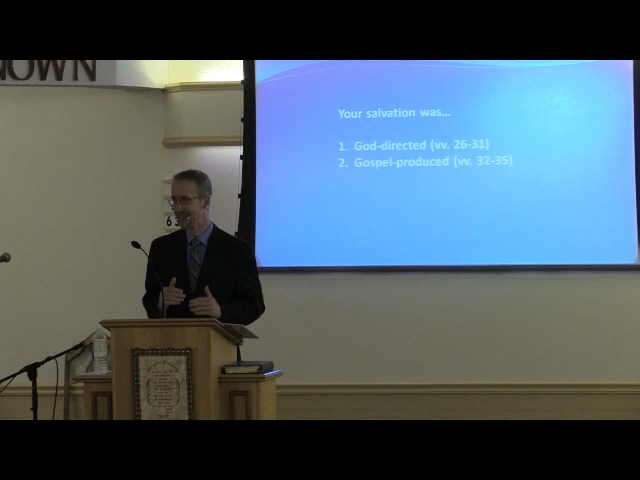 NOWN
Your salvation was...
1. God-directed (vv. 26-31)
2. Gospel-produced (vv. 32-35)